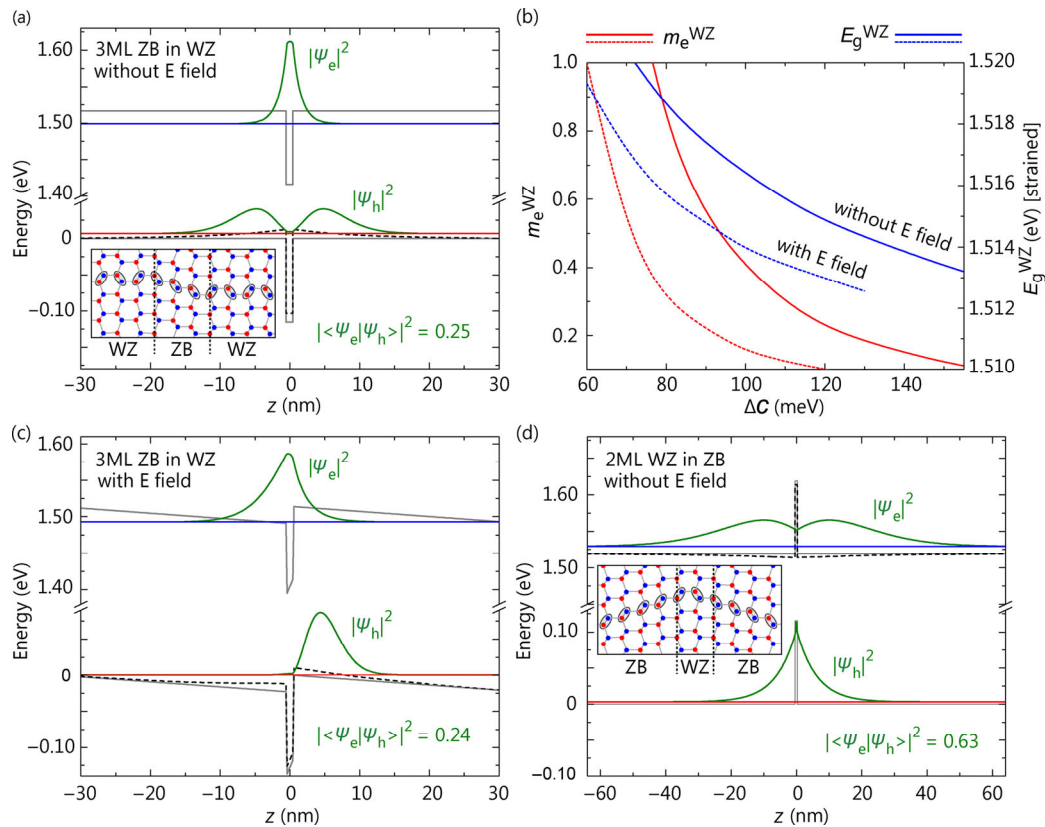 (a)
3ML ZB in WZ
without E field
|ψe|²
|ψh|²
|<ψe|ψh>|² = 0.25
WZ ZB WZ
Energy (eV)
1.60
1.50
1.40
0
−0.10
−30 −20 −10 0 10 20 30
z (nm)
(b)
meWZ
EgWZ
meWZ
1.0
0.8
0.6
0.4
0.2
without E field
with E field
1.520
1.518
1.516
1.514
1.512
1.510
EgWZ (eV) [strained]
60 80 100 120 140
ΔC (meV)
(c)
3ML ZB in WZ
with E field
|ψe|²
|ψh|²
|<ψe|ψh>|² = 0.24
Energy (eV)
1.60
1.50
1.40
0
−0.10
−30 −20 −10 0 10 20 30
z (nm)
(d)
2ML WZ in ZB
without E field
|ψe|²
|ψh|²
|<ψe|ψh>|² = 0.63
ZB WZ ZB
Energy (eV)
1.60
1.50
0.10
0
0.10
−60 −40 −20 0 20 40 60
z (nm)